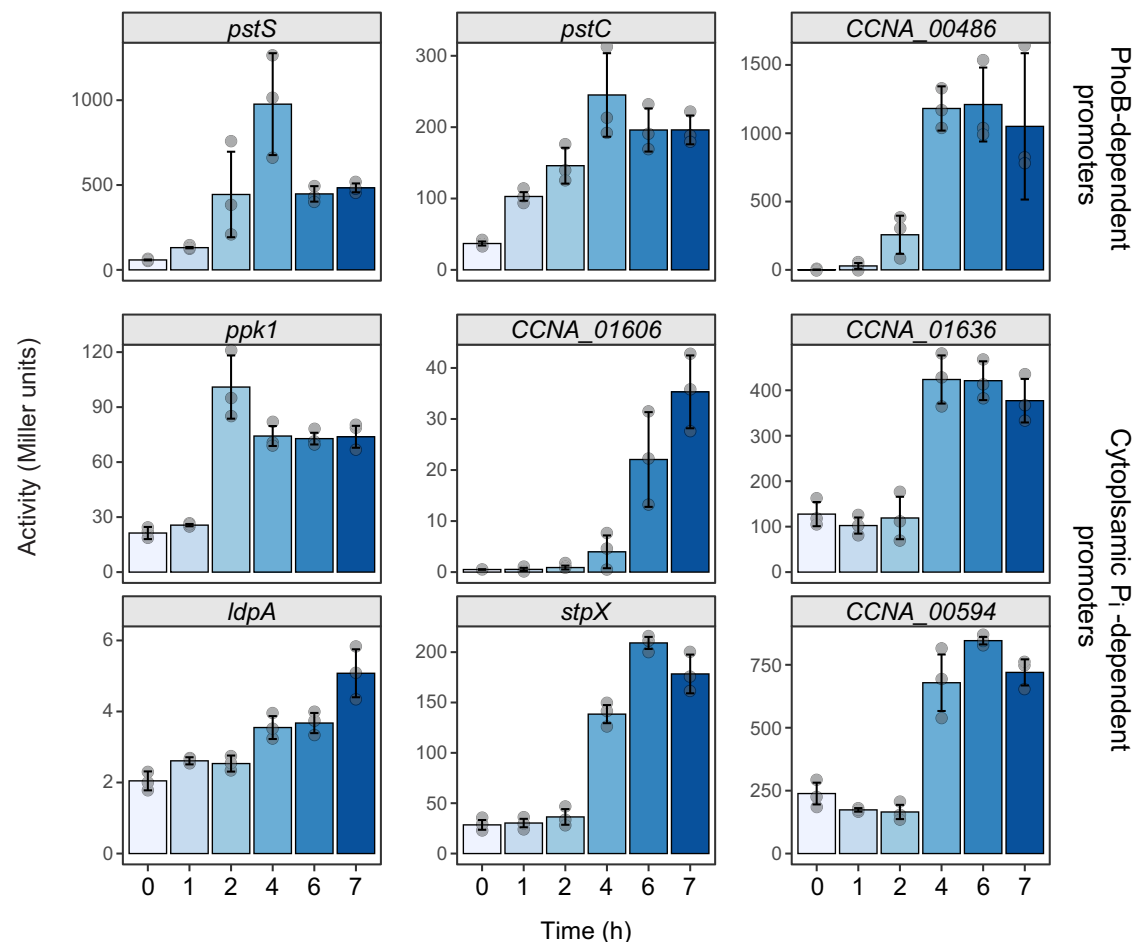 pstS
pstC
CCNA_00486
1000
500
0
300
200
100
0
1500
1000
500
0
PhoB-dependent
promoters
Activity (Miller units)
ppk1
CCNA_01606
CCNA_01636
120
90
60
30
0
40
30
20
10
0
400
300
200
100
0
Cytoplsamic Pi -dependent
promoters
ldpA
stpX
CCNA_00594
6
4
2
0
200
150
100
50
0
750
500
250
0
0 1 2 4 6 7
0 1 2 4 6 7
0 1 2 4 6 7
Time (h)